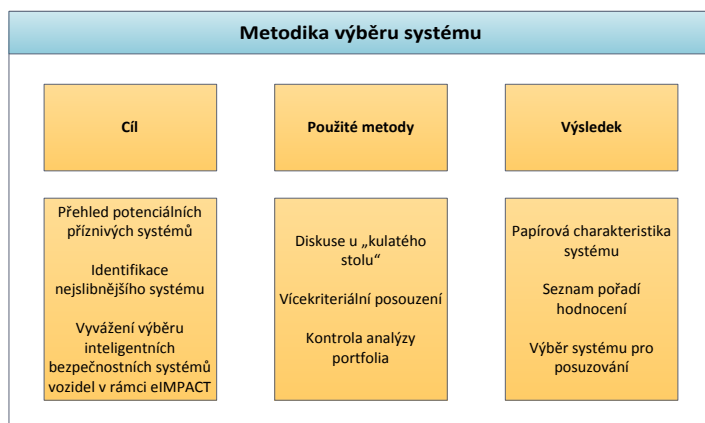 Metodika výběru systému
Cíl
Použité metody
Výsledek
Přehled potenciálních
příznivých systémů
Identifikace
nejslibnějšího systému
Vyvážení výběru
inteligentních
bezpečnostních systémů
vozidel v rámci eIMPACT
Diskuse u „kulatého
stolu“
Vícekriteriální posouzení
Kontrola analýzy
portfolia
Papírová charakteristika
systému
Seznam pořadí
hodnocení
Výběr systému pro
posuzování